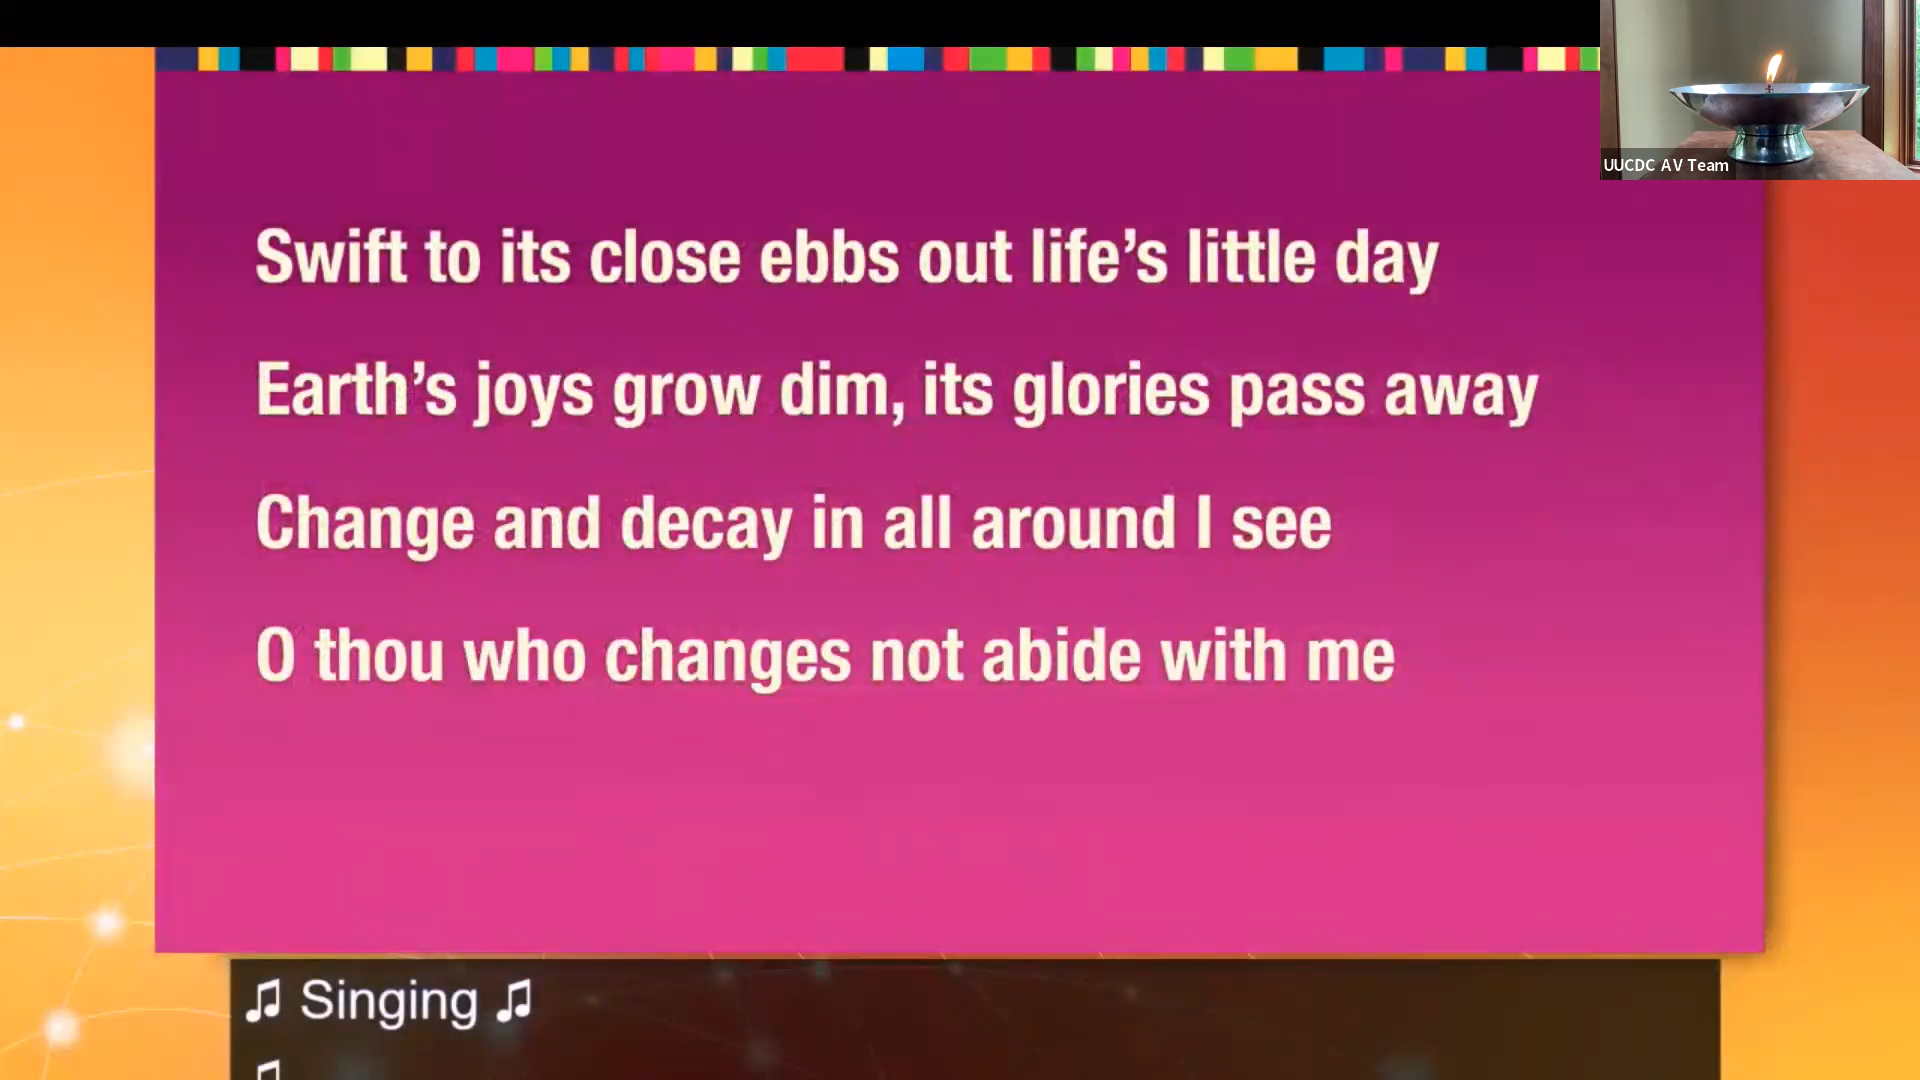 UUCDC AV Team
Swift to its close ebbs out life’s little day
Earth’s joys grow dim, its glories pass away
Change and decay in all around I see
O thou who changes not abide with me
♫ Singing ♫
♫